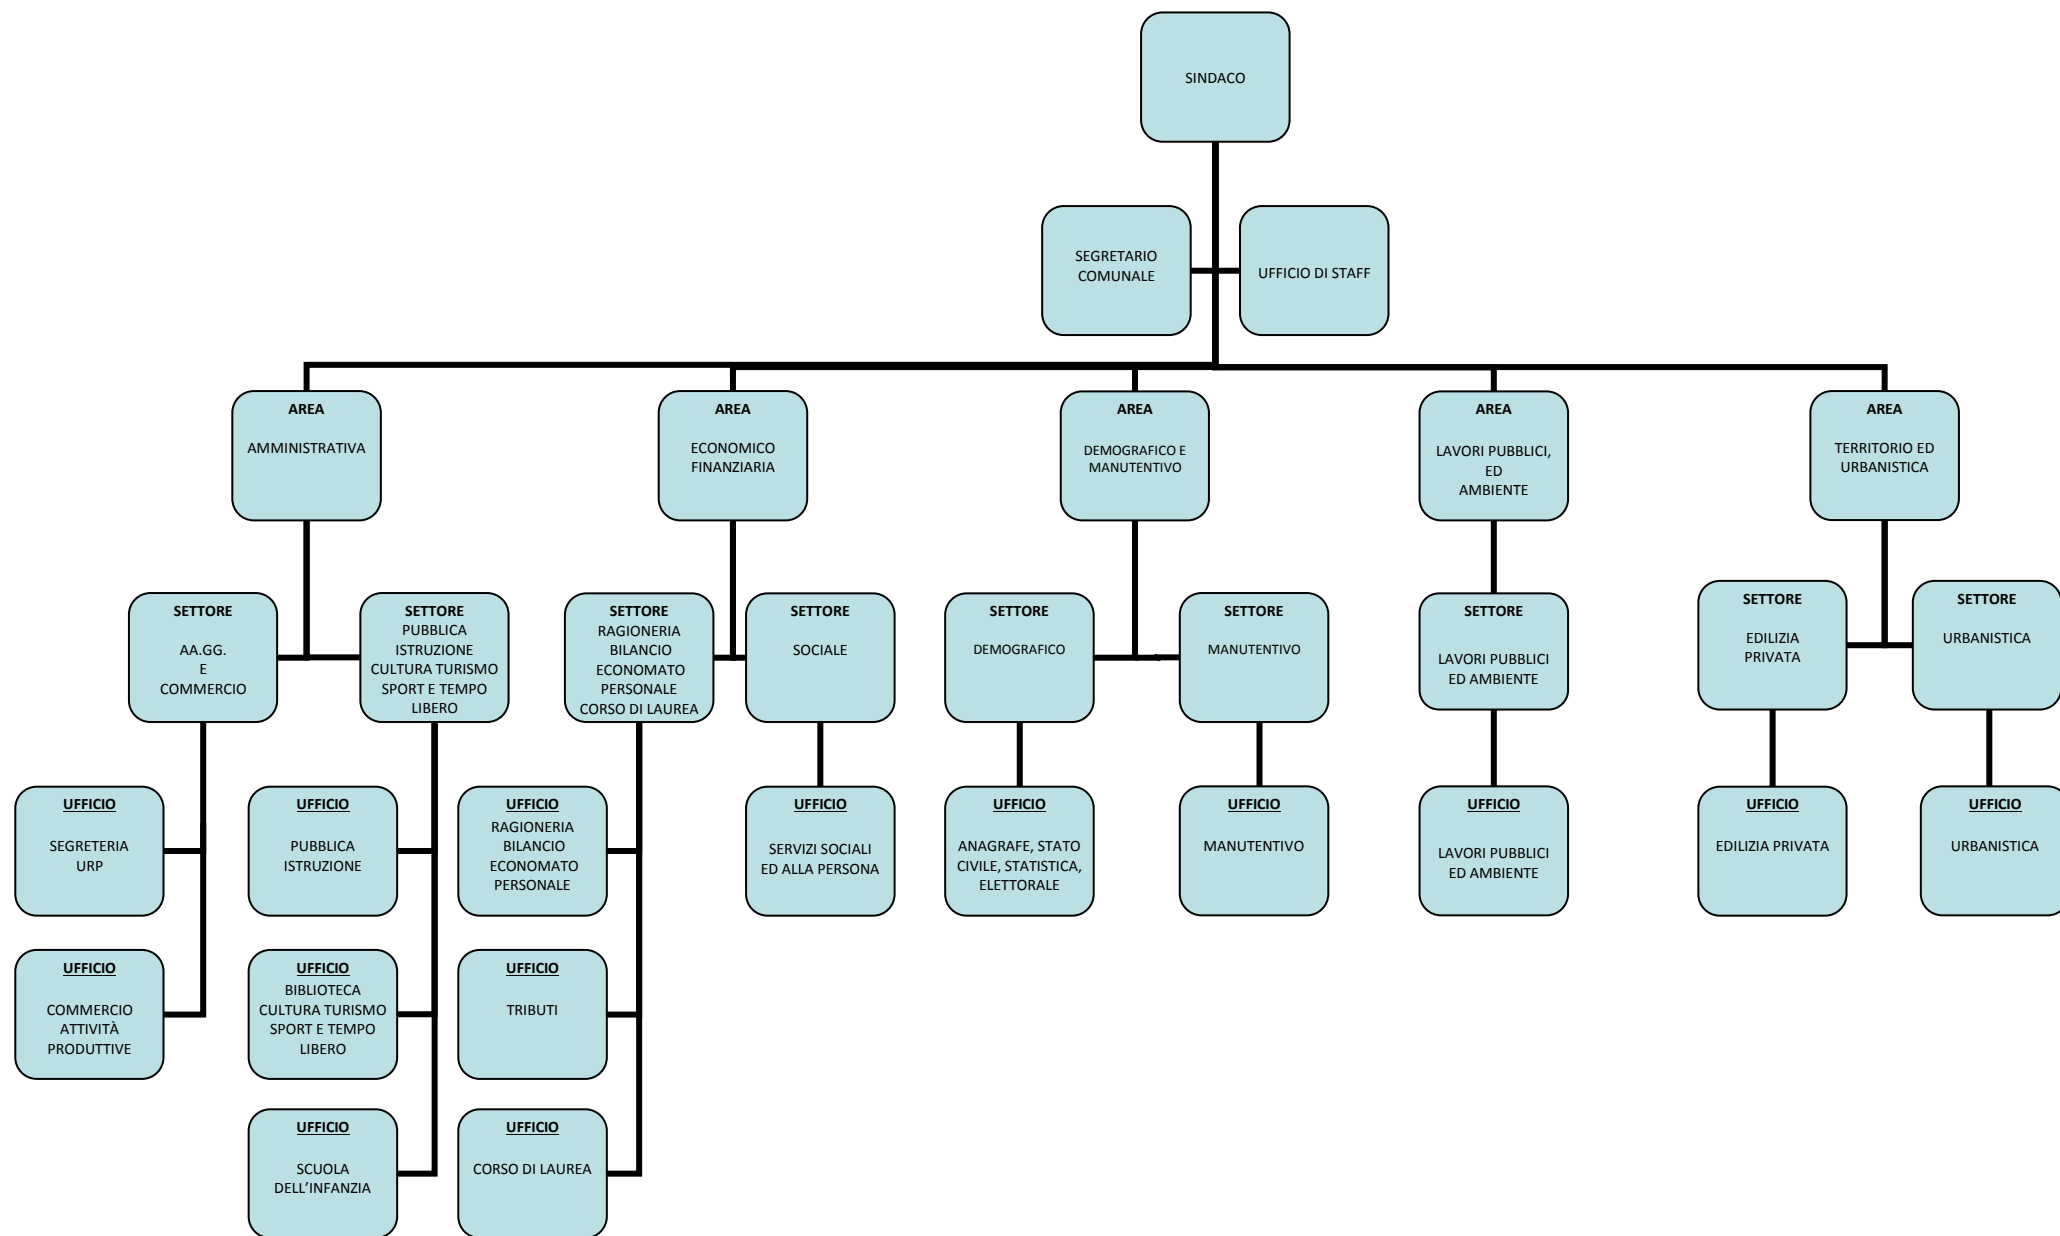 SINDACO
SEGRETARIO
COMUNALE
UFFICIO DI STAFF
AREA
AMMINISTRATIVA
AREA
ECONOMICO
FINANZIARIA
AREA
DEMOGRAFICO E
MANUTENTIVO
AREA
LAVORI PUBBLICI,
ED
AMBIENTE
AREA
TERRITORIO ED
URBANISTICA
SETTORE
AA.GG.
E
COMMERCIO
SETTORE
PUBBLICA
ISTRUZIONE
CULTURA TURISMO
SPORT E TEMPO
LIBERO
SETTORE
RAGIONERIA
BILANCIO
ECONOMATO
PERSONALE
CORSO DI LAUREA
SETTORE
SOCIALE
SETTORE
DEMOGRAFICO
SETTORE
MANUTENTIVO
SETTORE
LAVORI PUBBLICI
ED AMBIENTE
SETTORE
EDILIZIA
PRIVATA
SETTORE
URBANISTICA
UFFICIO
SEGRETERIA
URP
UFFICIO
PUBBLICA
ISTRUZIONE
UFFICIO
RAGIONERIA
BILANCIO
ECONOMATO
PERSONALE
UFFICIO
SERVIZI SOCIALI
ED ALLA PERSONA
UFFICIO
ANAGRAFE, STATO
CIVILE, STATISTICA,
ELETTORALE
UFFICIO
MANUTENTIVO
UFFICIO
LAVORI PUBBLICI
ED AMBIENTE
UFFICIO
EDILIZIA PRIVATA
UFFICIO
URBANISTICA
UFFICIO
COMMERCIO
ATTIVITÀ
PRODUTTIVE
UFFICIO
BIBLIOTECA
CULTURA TURISMO
SPORT E TEMPO
LIBERO
UFFICIO
TRIBUTI
UFFICIO
SCUOLA
DELL’INFANZIA
UFFICIO
CORSO DI LAUREA